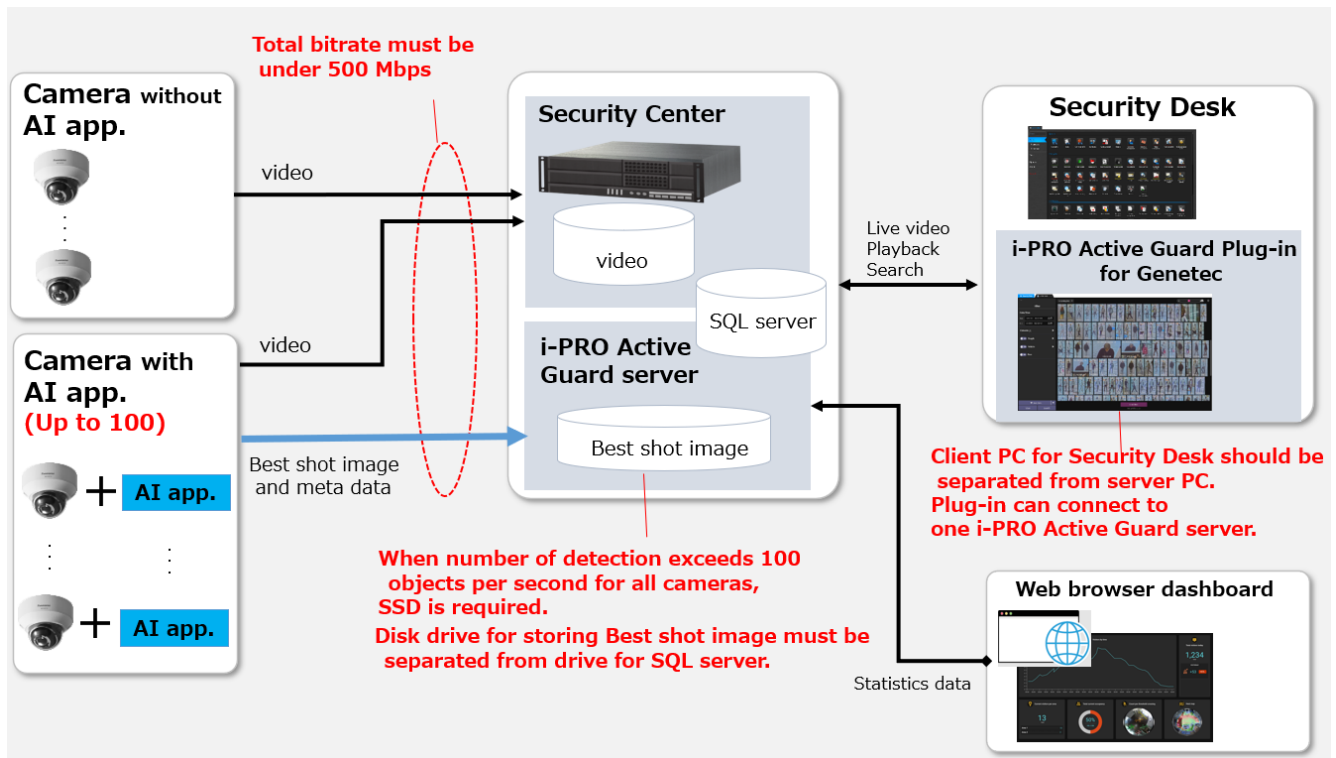 Total bitrate must be
under 500 Mbps
Camera without
AI app.
video
Camera with
AI app.
(Up to 100)
video
Best shot image
and meta data
AI app.
AI app.
Security Center
video
SQL server
i-PRO Active
Guard server
Best shot image
When number of detection exceeds 100
objects per second for all cameras,
SSD is required.
Disk drive for storing Best shot image must be
separated from drive for SQL server.
Live video
Playback
Search
Security Desk
i-PRO Active Guard Plug-in
for Genetec
Client PC for Security Desk should be
separated from server PC.
Plug-in can connect to
one i-PRO Active Guard server.
Statistics data
Web browser dashboard
1,234
13